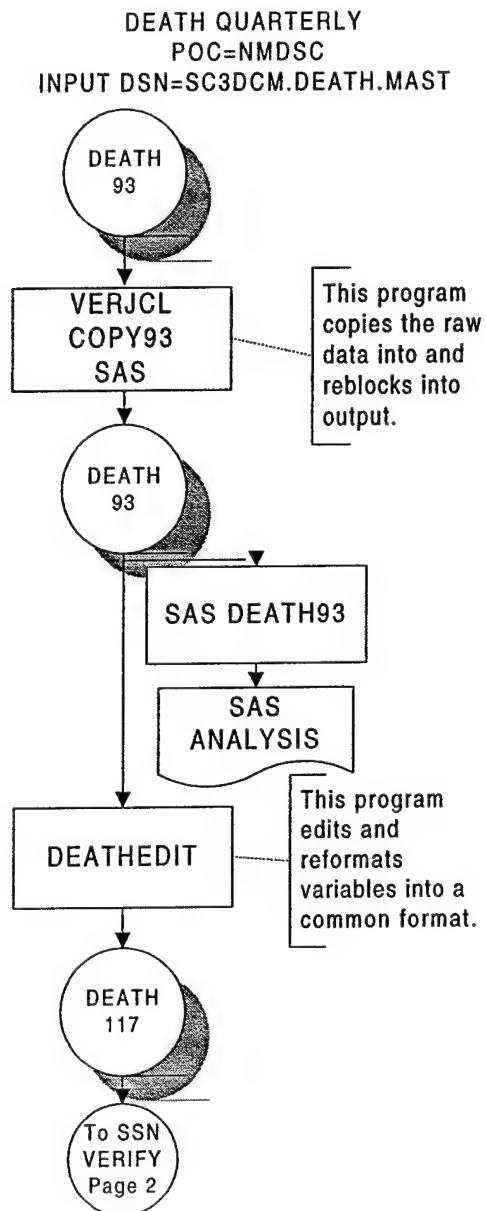 DEATH QUARTERLY
POC=NMDSC
INPUT DSN=SC3DCM.DEATH.MAST
DEATH
93
VERJCL
COPY93
SAS
This program
copies the raw
data into and
reblocks into
output.
DEATH
93
SAS DEATH93
SAS
ANALYSIS
DEATHEDIT
This program
edits and
reformats
variables into a
common format.
DEATH
117
To SSN
VERIFY
Page 2